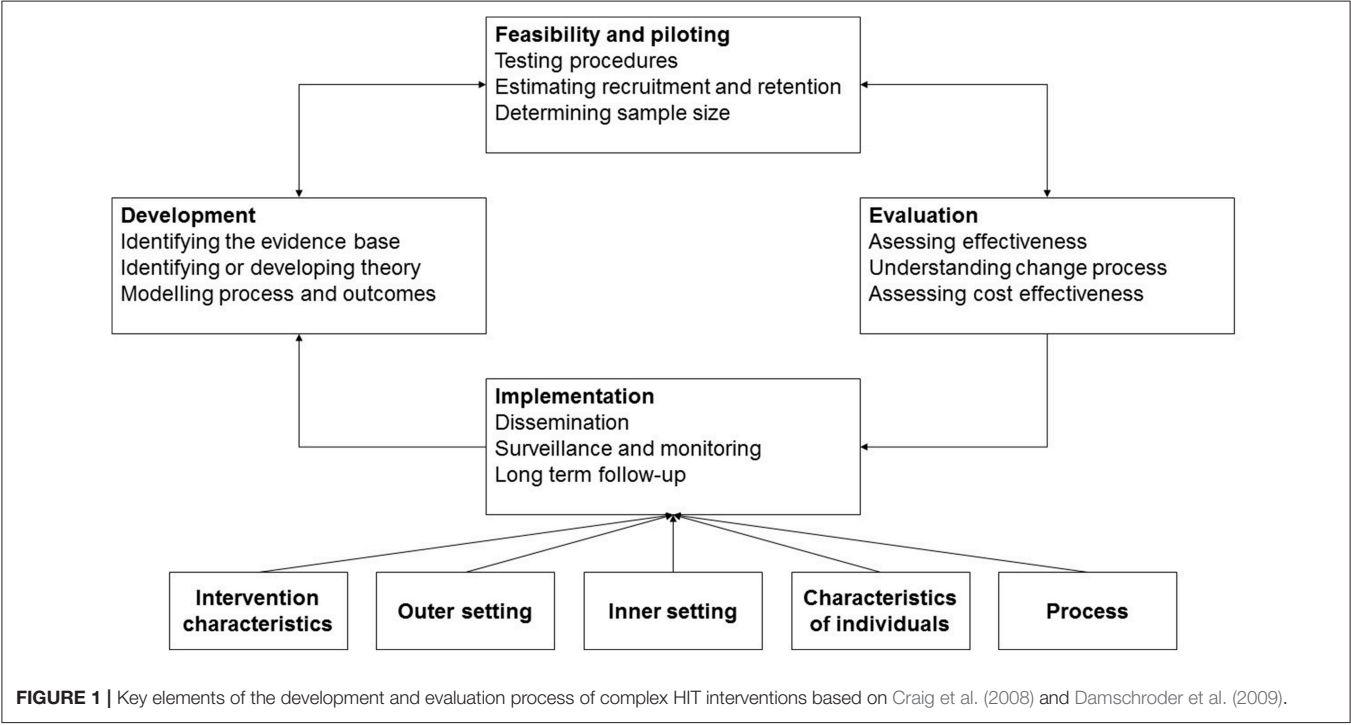 Feasibility and piloting
Testing procedures
Estimating recruitment and retention
Determining sample size
Development
Identifying the evidence base
Identifying or developing theory
Modelling process and outcomes
Evaluation
Asessing effectiveness
Understanding change process
Assessing cost effectiveness
Implementation
Dissemination
Surveillance and monitoring
Long term follow-up
Intervention
characteristics
Outer setting
Inner setting
Characteristics
of individuals
Process
FIGURE 1 | Key elements of the development and evaluation process of complex HIT interventions based on Craig et al. (2008) and Damschroder et al. (2009).